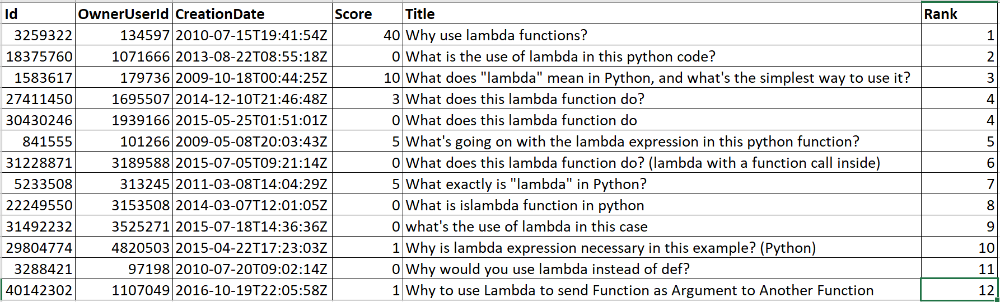 Id OwnerUserId CreationDate Score Title Rank
3259322 134597 2010-07-15T19:41:54Z 40 Why use lambda functions? 1
18375760 1071666 2013-08-22T08:55:18Z 0 What is the use of lambda in this python code? 2
1583617 179736 2009-10-18T00:44:25Z 10 What does "lambda" mean in Python, and what's the simplest way to use it? 3
27411450 1695507 2014-12-10T21:46:48Z 3 What does this lambda function do? 4
30430246 1939166 2015-05-25T01:51:01Z 0 What does this lambda function do 4
841555 101266 2009-05-08T20:03:43Z 5 What's going on with the lambda expression in this python function? 5
31228871 3189588 2015-07-05T09:21:14Z 0 What does this lambda function do? (lambda with a function call inside) 6
5233508 313245 2011-03-08T14:04:29Z 5 What exactly is "lambda" in Python? 7
22249550 3153508 2014-03-07T12:01:05Z 0 What is islambda function in python 8
31492232 3525271 2015-07-18T14:36:36Z 0 what's the use of lambda in this case 9
29804774 4820503 2015-04-22T17:23:03Z 1 Why is lambda expression necessary in this example? (Python) 10
3288421 97198 2010-07-20T09:02:14Z 0 Why would you use lambda instead of def? 11
40142302 1107049 2016-10-19T22:05:58Z 1 Why to use Lambda to send Function as Argument to Another Function 12